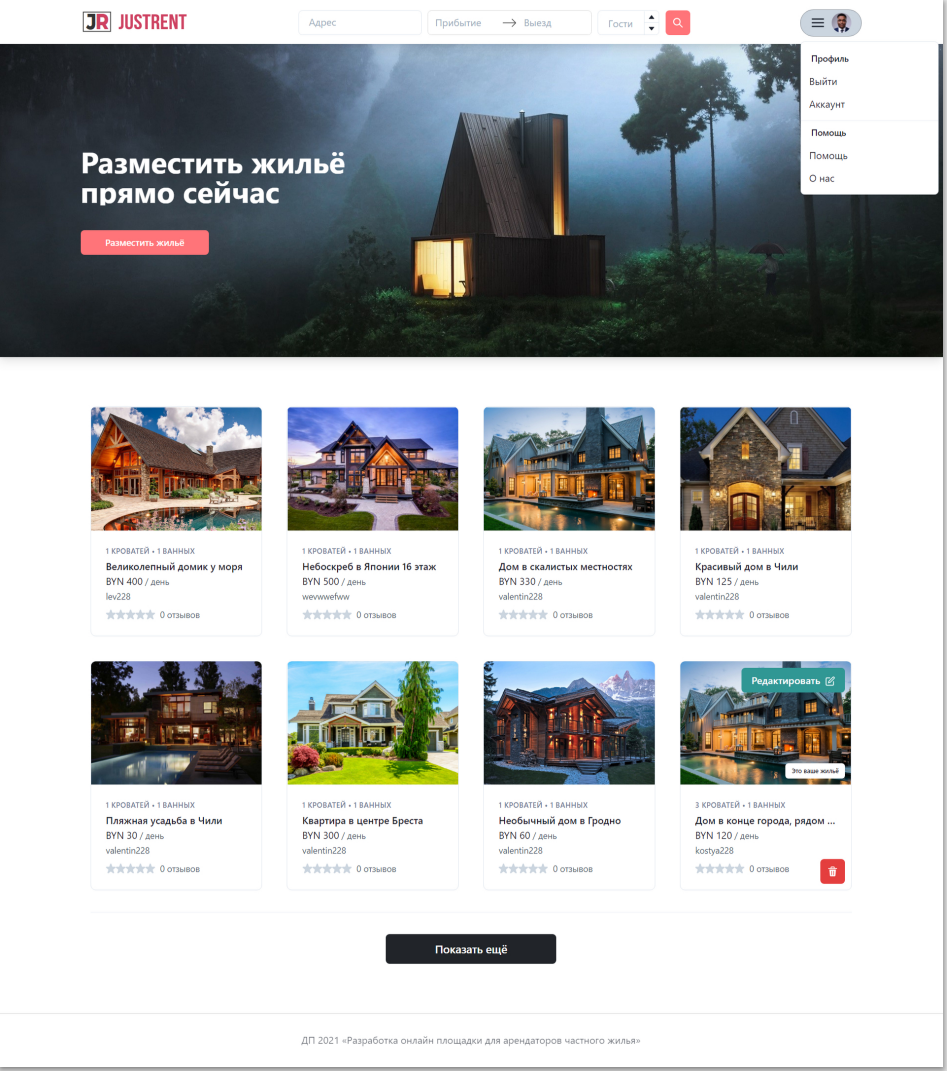 JR JUSTRENT
Адрес
Прибытие
Выезд
Гости
Профиль
Выйти
Аккаунт
Помощь
Помощь
О нас
Разместить жильё
прямо сейчас
Разместить жильё
1 КРОВАТЕЙ • 1 ВАННЫХ
Великолепный домик у моря
BYN 400 / день
lev228
0 отзывов
1 КРОВАТЕЙ • 1 ВАННЫХ
Небоскреб в Японии 16 этаж
BYN 500 / день
wevwwefww
0 отзывов
1 КРОВАТЕЙ • 1 ВАННЫХ
Дом в скалистых местностях
BYN 330 / день
valentin228
0 отзывов
1 КРОВАТЕЙ • 1 ВАННЫХ
Красивый дом в Чили
BYN 125 / день
valentin228
0 отзывов
1 КРОВАТЕЙ • 1 ВАННЫХ
Пляжная усадьба в Чили
BYN 30 / день
valentin228
0 отзывов
1 КРОВАТЕЙ • 1 ВАННЫХ
Квартира в центре Бреста
BYN 300 / день
valentin228
0 отзывов
1 КРОВАТЕЙ • 1 ВАННЫХ
Необычный дом в Гродно
BYN 60 / день
valentin228
0 отзывов
Редактировать
Это ваше жильё
3 КРОВАТЕЙ • 1 ВАННЫХ
Дом в конце города, рядом ...
BYN 120 / день
kostya228
0 отзывов
Показать ещё
ДП 2021 «Разработка онлайн площадки для арендаторов частного жилья»